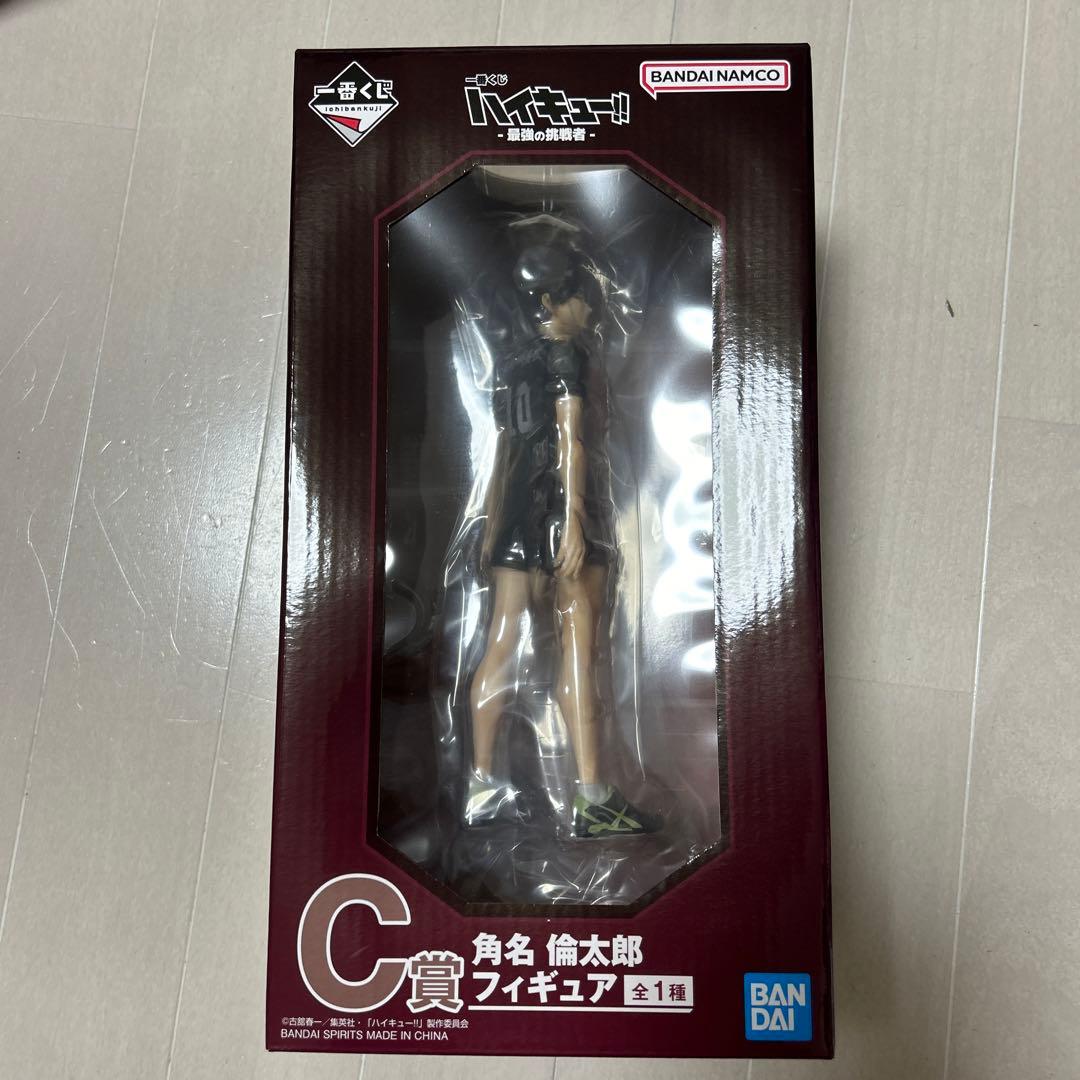 一番くじ
ichibankuji
一番くじ
ハイキュー!!
- 最強の挑戦者 -
BANDAI NAMCO
10
C賞
角名 倫太郎
フィギュア 全1種
©古舘春一／集英社・「ハイキュー!!」製作委員会
BANDAI SPIRITS MADE IN CHINA
BAN
DAI